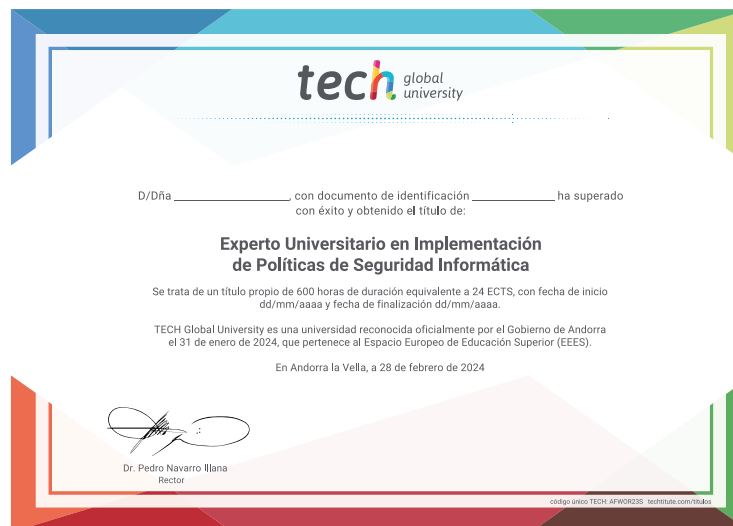 tech global university
D/Dña ____________________, con documento de identificación ______________ ha superado
con éxito y obtenido el título de:
Experto Universitario en Implementación
de Políticas de Seguridad Informática
Se trata de un título propio de 600 horas de duración equivalente a 24 ECTS, con fecha de inicio
dd/mm/aaaa y fecha de finalización dd/mm/aaaa.
TECH Global University es una universidad reconocida oficialmente por el Gobierno de Andorra
el 31 de enero de 2024, que pertenece al Espacio Europeo de Educación Superior (EEES).
En Andorra la Vella, a 28 de febrero de 2024
Dr. Pedro Navarro Illana
Rector
código único TECH: AFWOR23S techtitute.com/titulos